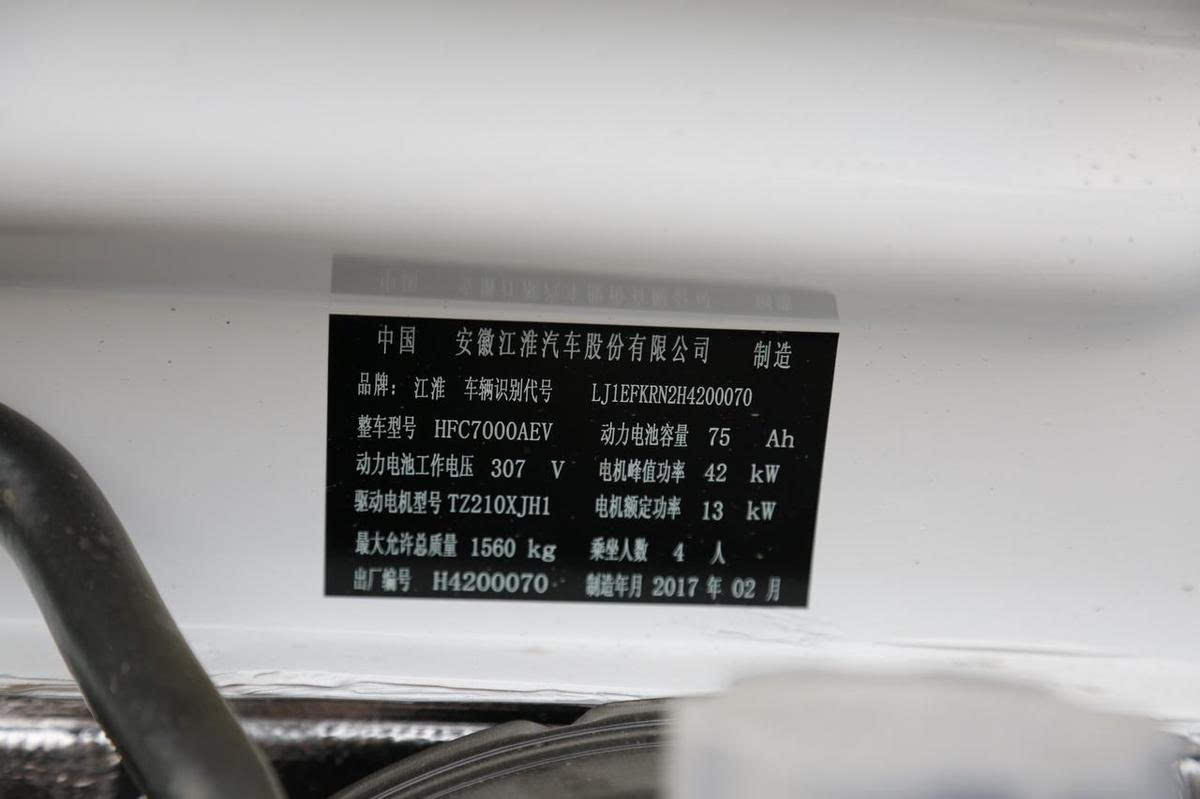 中国 安徽江淮汽车股份有限公司 制造
品牌: 江淮 车辆识别代号 LJ1EFKRN2H4200070
整车型号 HFC7000AEV 动力电池容量 75 Ah
动力电池工作电压 307 V 电机峰值功率 42 kW
驱动电机型号 TZ210XJH1 电机额定功率 13 kW
最大允许总质量 1560 kg 乘坐人数 4 人
出厂编号 H4200070 制造年月 2017 年 02 月